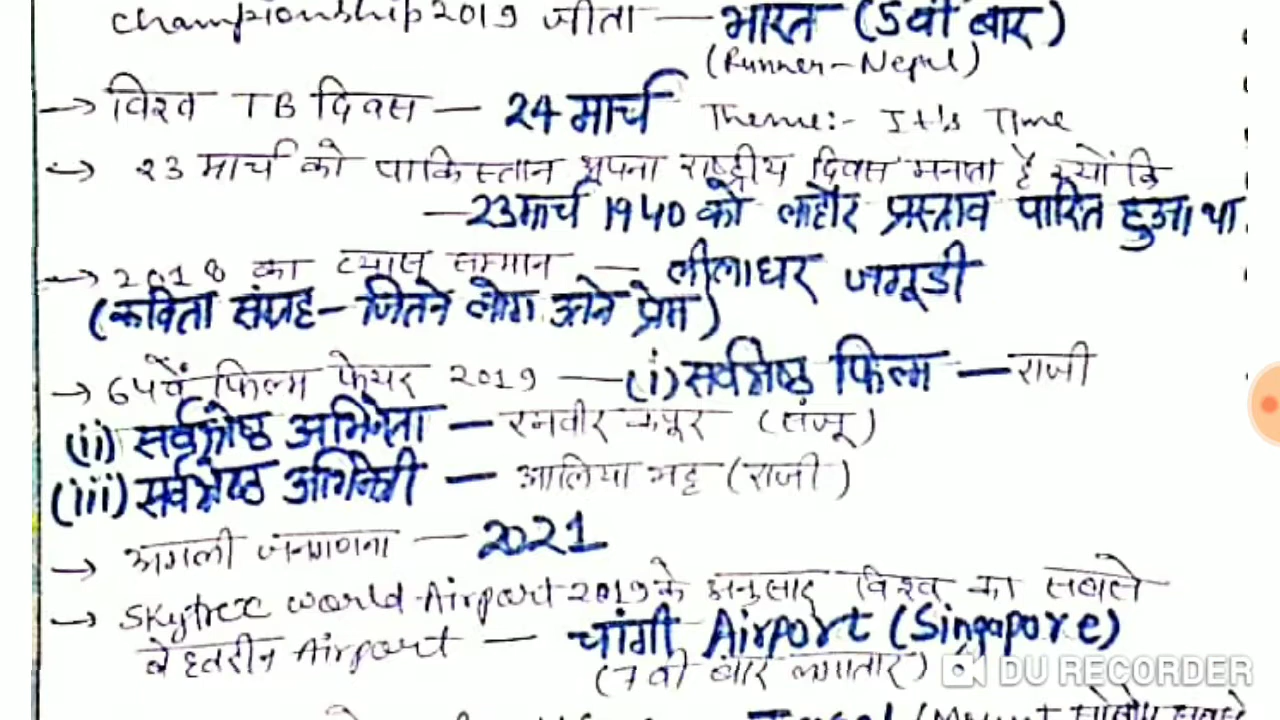 Championship 2019 जीता — भारत (5वीं बार)
(Runner-Nepal)
→ विश्व TB दिवस — 24 मार्च Theme:- It's Time
→ 23 मार्च को पाकिस्तान अपना राष्ट्रीय दिवस मनाता है क्योंकि
— 23 मार्च 1940 को लाहौर प्रस्ताव पारित हुआ था
→ 2018 का व्यास सम्मान — लीलाधर जगूडी
(कविता संग्रह – जितने लोग उतने प्रेम)
→ 64वें फिल्म फेयर 2019 — (i) सर्वश्रेष्ठ फिल्म — राजी
(ii) सर्वश्रेष्ठ अभिनेता — रनवीर कपूर (संजू)
(iii) सर्वश्रेष्ठ अभिनेत्री — आलिया भट्ट (राजी)
→ अगली जनगणना — 2021
→ Skytrex world Airport 2019 के अनुसार विश्व का सबसे
बेहतरीन Airport — चांगी Airport (Singapore)
(7वीं बार लगातार)
DU RECORDER